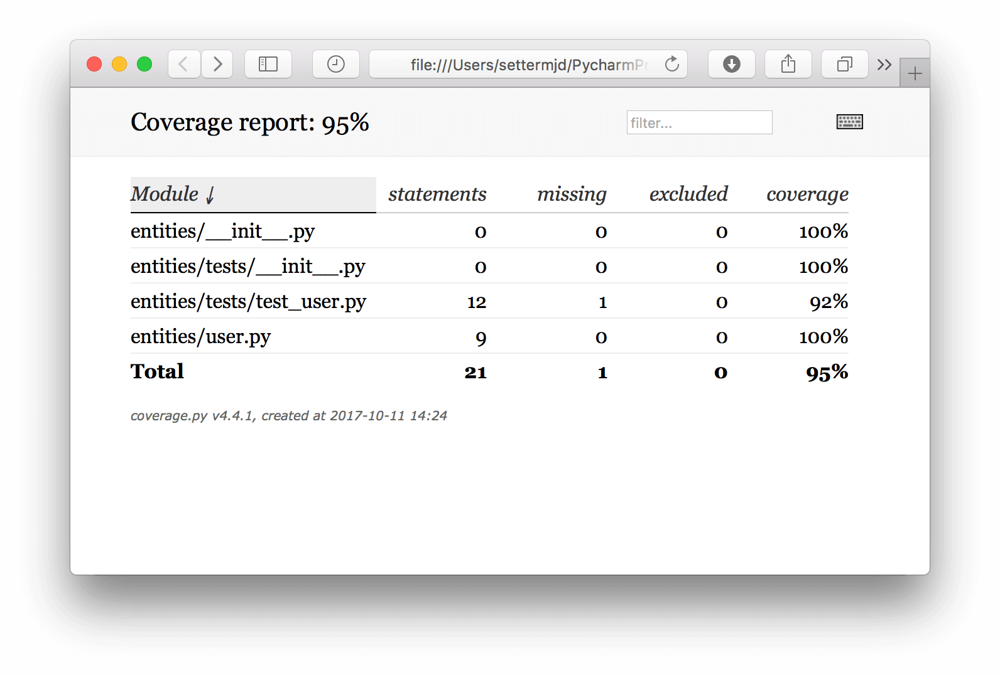 file:///Users/settermjd/PycharmPr
Coverage report: 95%
filter...
Module ↓ statements missing excluded coverage
entities/__init__.py 0 0 0 100%
entities/tests/__init__.py 0 0 0 100%
entities/tests/test_user.py 12 1 0 92%
entities/user.py 9 0 0 100%
Total 21 1 0 95%
coverage.py v4.4.1, created at 2017-10-11 14:24